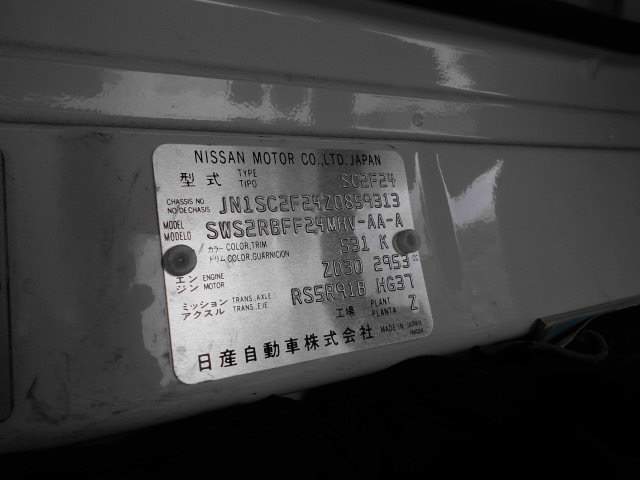 NISSAN MOTOR CO.,LTD.JAPAN
型式 TYPE TIPO SC2F24
CHASSIS NO NO DE CHASIS JN1SC2F24Z0859313
MODEL MODELO SWS2RBFF24MHV-AA-A
カラー COLOR,TRIM トリム COLOR,GUARNICION 531 K
エンジン ENGINE MOTOR ZD30 2953 CC
ミッション アクスル TRANS.,AXLE TRANS.,EJE RS5R91B HG37
工場 PLANT PLANTA Z
日産自動車株式会社 MADE IN JAPAN